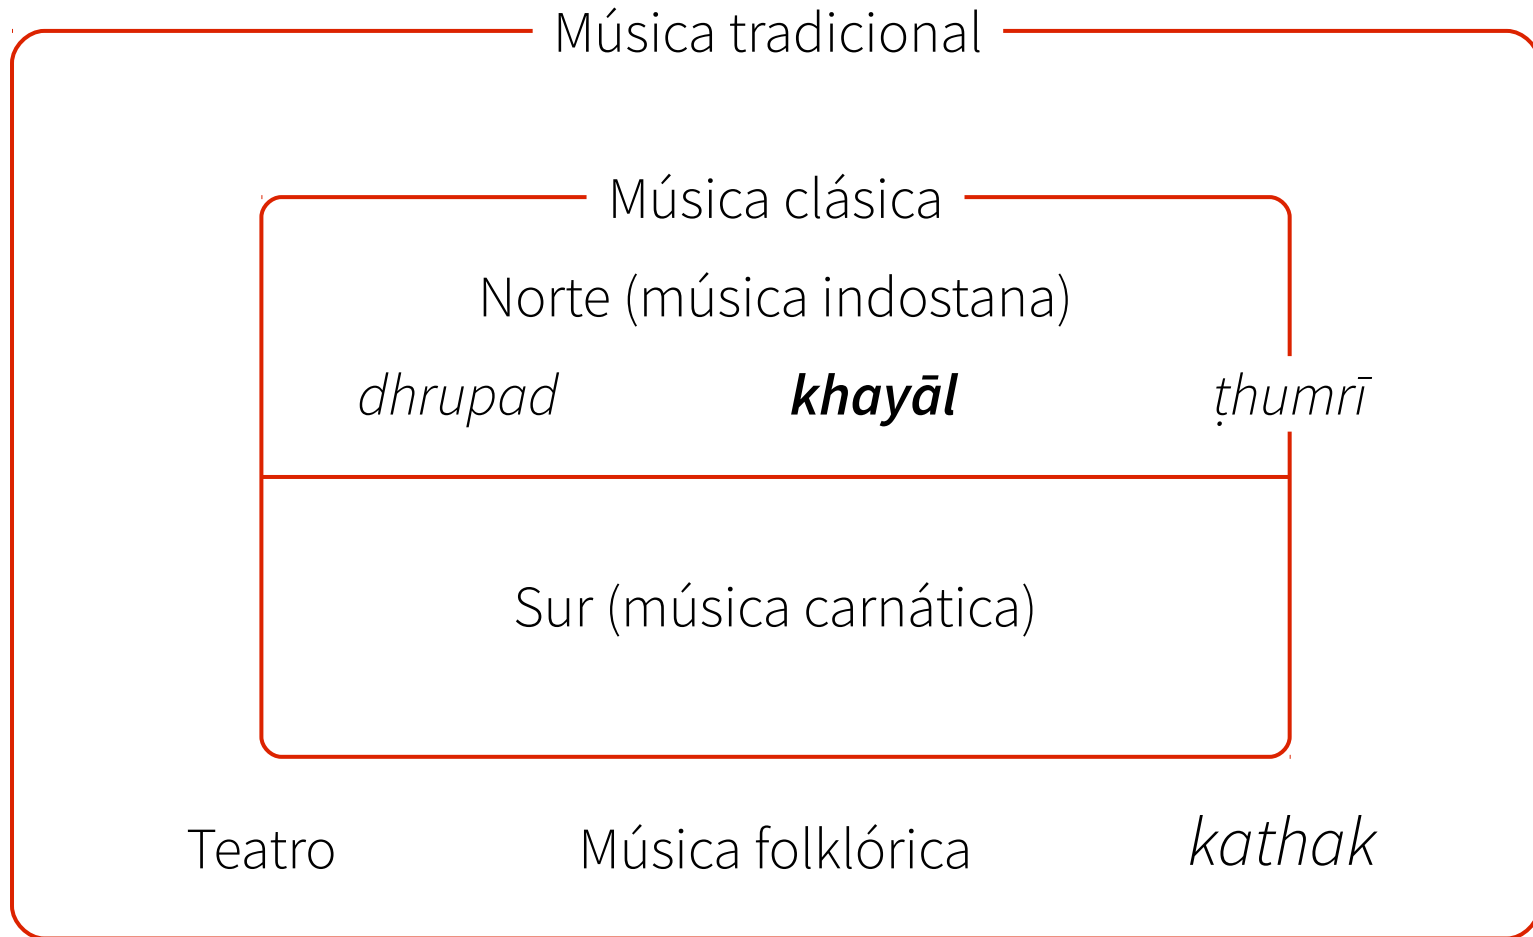 Música tradicional
Música clásica
Norte (música indostana)
dhrupad khayāl ṭhumrī
Sur (música carnática)
Teatro Música folklórica kathak